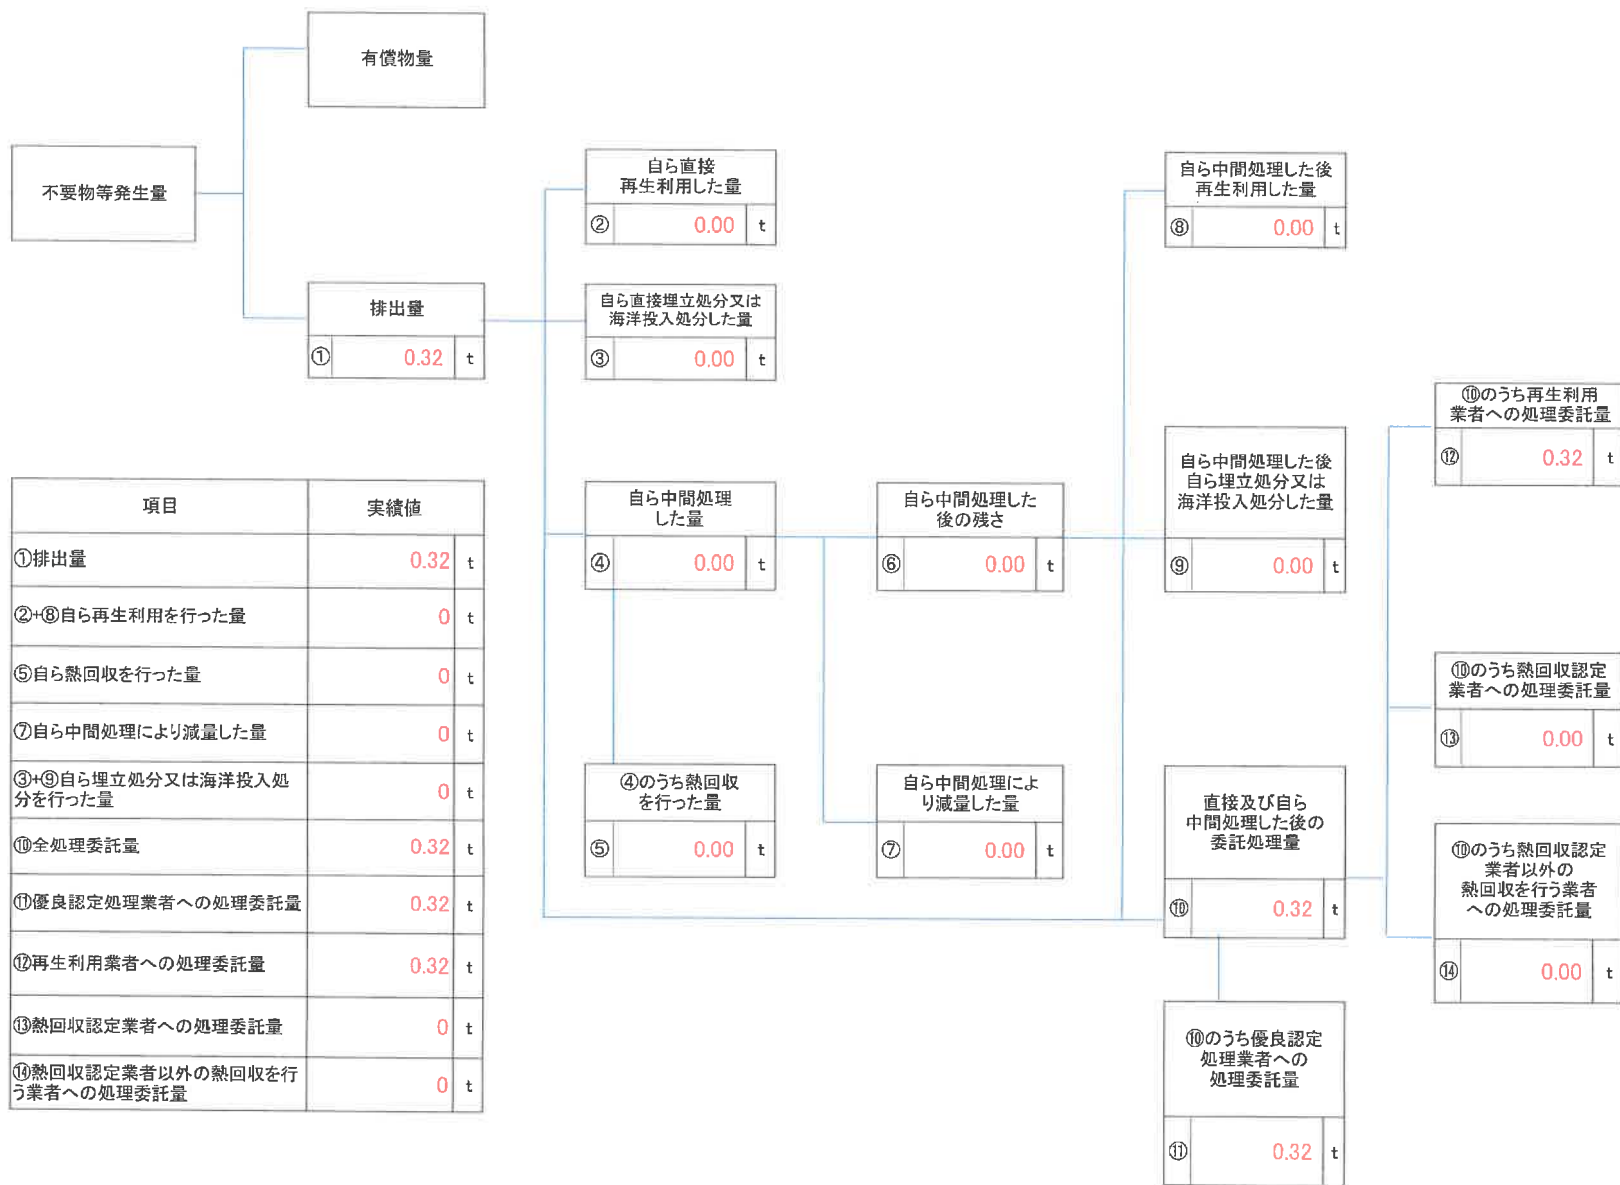 有償物量
不要物等発生量
排出量
① 0.32 t
自ら直接
再生利用した量
② 0.00 t
自ら直接埋立処分又は
海洋投入処分した量
③ 0.00 t
自ら中間処理
した量
④ 0.00 t
④のうち熱回収
を行った量
⑤ 0.00 t
自ら中間処理した
後の残さ
⑥ 0.00 t
自ら中間処理によ
り減量した量
⑦ 0.00 t
自ら中間処理した後
再生利用した量
⑧ 0.00 t
自ら中間処理した後
自ら埋立処分又は
海洋投入処分した量
⑨ 0.00 t
直接及び自ら
中間処理した後の
委託処理量
⑩ 0.32 t
⑩のうち優良認定
処理業者への
処理委託量
⑪ 0.32 t
⑩のうち再生利用
業者への処理委託量
⑫ 0.32 t
⑩のうち熱回収認定
業者への処理委託量
⑬ 0.00 t
⑩のうち熱回収認定
業者以外の
熱回収を行う業者
への処理委託量
⑭ 0.00 t
項目 実績値
①排出量 0.32 t
②+⑧自ら再生利用を行った量 0 t
⑤自ら熱回収を行った量 0 t
⑦自ら中間処理により減量した量 0 t
③+⑨自ら埋立処分又は海洋投入処
分を行った量 0 t
⑩全処理委託量 0.32 t
⑪優良認定処理業者への処理委託量 0.32 t
⑫再生利用業者への処理委託量 0.32 t
⑬熱回収認定業者への処理委託量 0 t
⑭熱回収認定業者以外の熱回収を行
う業者への処理委託量 0 t